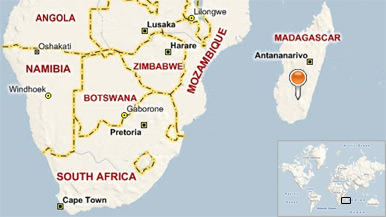 ANGOLA
Lusaka
Lilongwe
MADAGASCAR
Oshakati
Harare
MOZAMBIQUE
Antananarivo
NAMIBIA
ZIMBABWE
Windhoek
BOTSWANA
Gaborone
Pretoria
SOUTH AFRICA
Cape Town